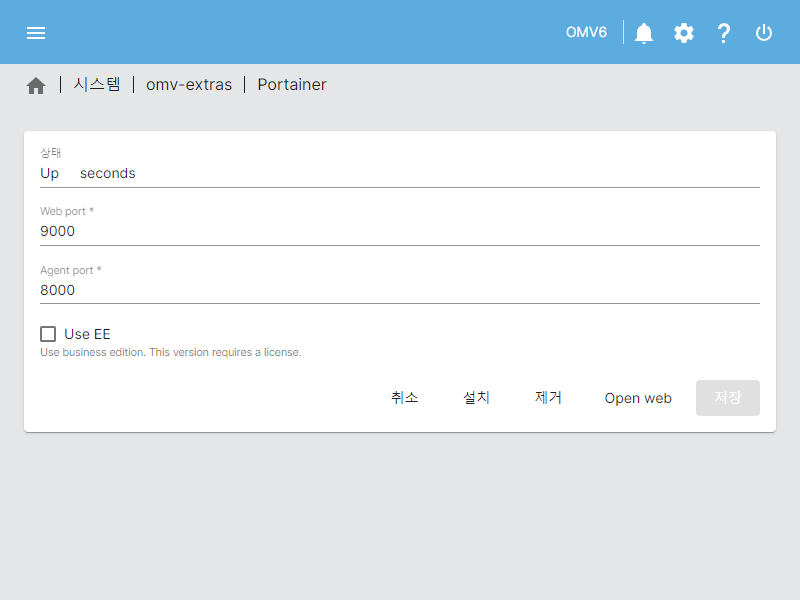 OMV6
시스템 omv-extras Portainer
상태
Up seconds
Web port *
9000
Agent port *
8000
Use EE
Use business edition. This version requires a license.
취소 설치 제거 Open web 저장